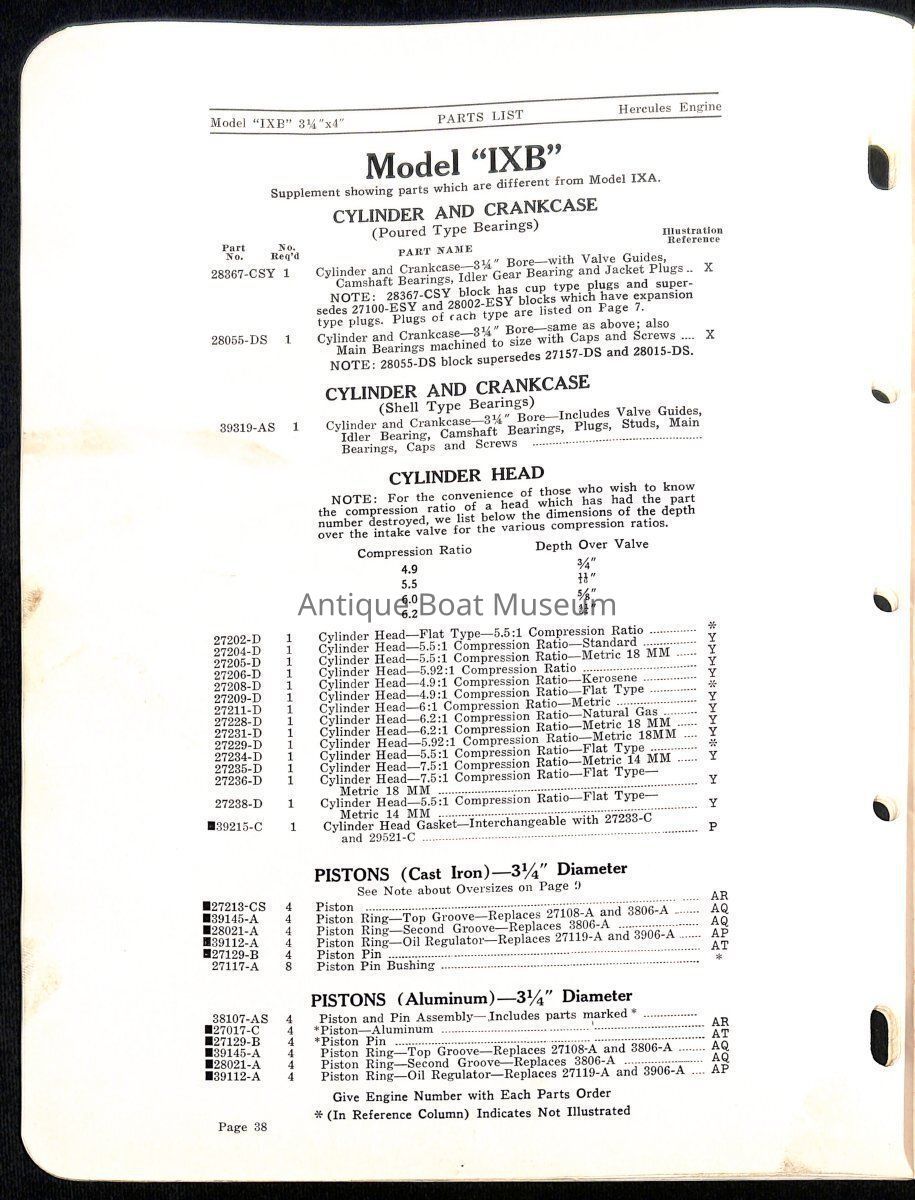 Model "IXB" 3¼"x4" PARTS LIST Hercules Engine
Model "IXB"
Supplement showing parts which are different from Model IXA.
CYLINDER AND CRANKCASE
(Poured Type Bearings)
Part No. No. Req'd PART NAME Illustration Reference
28367-CSY 1 Cylinder and Crankcase—3¼" Bore—with Valve Guides,
Camshaft Bearings, Idler Gear Bearing and Jacket Plugs.. X
NOTE: 28367-CSY block has cup type plugs and super-
sedes 27100-ESY and 28002-ESY blocks which have expansion
type plugs. Plugs of each type are listed on Page 7.
28055-DS 1 Cylinder and Crankcase—3¼" Bore—same as above; also
Main Bearings machined to size with Caps and Screws .... X
NOTE: 28055-DS block supersedes 27157-DS and 28015-DS.
CYLINDER AND CRANKCASE
(Shell Type Bearings)
39319-AS 1 Cylinder and Crankcase—3¼" Bore—Includes Valve Guides,
Idler Bearing, Camshaft Bearings, Plugs, Studs, Main
Bearings, Caps and Screws
CYLINDER HEAD
NOTE: For the convenience of those who wish to know
the compression ratio of a head which has had the part
number destroyed, we list below the dimensions of the depth
over the intake valve for the various compression ratios.
Compression Ratio Depth Over Valve
4.9 ¾"
5.5
6.0 ⅝"
6.2
Antique Boat Museum
27202-D 1 Cylinder Head—Flat Type—5.5:1 Compression Ratio *
27204-D 1 Cylinder Head—5.5:1 Compression Ratio—Standard Y
27205-D 1 Cylinder Head—5.5:1 Compression Ratio—Metric 18 MM Y
27206-D 1 Cylinder Head—5.92:1 Compression Ratio Y
27208-D 1 Cylinder Head—4.9:1 Compression Ratio—Kerosene Y
27209-D 1 Cylinder Head—4.9:1 Compression Ratio—Flat Type *
27211-D 1 Cylinder Head—6:1 Compression Ratio—Metric Y
27228-D 1 Cylinder Head—6.2:1 Compression Ratio—Natural Gas Y
27231-D 1 Cylinder Head—6.2:1 Compression Ratio—Metric 18 MM Y
27229-D 1 Cylinder Head—5.92:1 Compression Ratio—Metric 18MM Y
27234-D 1 Cylinder Head—5.5:1 Compression Ratio—Flat Type *
27235-D 1 Cylinder Head—7.5:1 Compression Ratio—Metric 14 MM Y
27236-D 1 Cylinder Head—7.5:1 Compression Ratio—Flat Type—
Metric 18 MM Y
27238-D 1 Cylinder Head—5.5:1 Compression Ratio—Flat Type—
Metric 14 MM Y
■39215-C 1 Cylinder Head Gasket—Interchangeable with 27233-C
and 29521-C P
PISTONS (Cast Iron)—3¼" Diameter
See Note about Oversizes on Page 9
■27213-CS 4 Piston AR
■39145-A 4 Piston Ring—Top Groove—Replaces 27108-A and 3806-A AQ
■28021-A 4 Piston Ring—Second Groove—Replaces 3806-A AQ
■39112-A 4 Piston Ring—Oil Regulator—Replaces 27119-A and 3906-A AP
■27129-B 4 Piston Pin AT
27117-A 8 Piston Pin Bushing *
PISTONS (Aluminum)—3¼" Diameter
38107-AS 4 Piston and Pin Assembly—Includes parts marked *
■27017-C 4 *Piston—Aluminum AR
■27129-B 4 *Piston Pin AT
■39145-A 4 Piston Ring—Top Groove—Replaces 27108-A and 3806-A AQ
■28021-A 4 Piston Ring—Second Groove—Replaces 3806-A AQ
■39112-A 4 Piston Ring—Oil Regulator—Replaces 27119-A and 3906-A .... AP
Give Engine Number with Each Parts Order
* (In Reference Column) Indicates Not Illustrated
Page 38